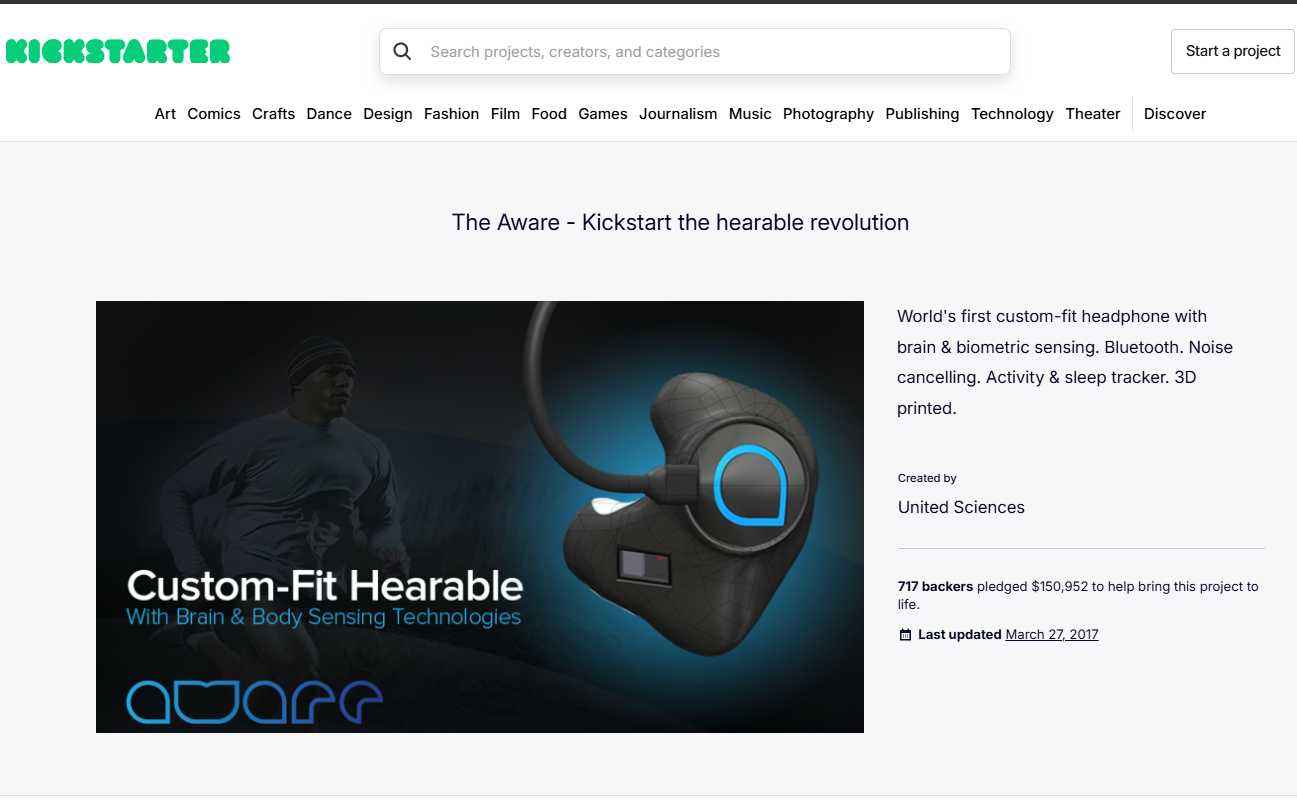 KICKSTARTER
Search projects, creators, and categories
Start a project
Art Comics Crafts Dance Design Fashion Film Food Games Journalism Music Photography Publishing Technology Theater Discover
The Aware - Kickstart the hearable revolution
Custom-Fit Hearable
With Brain & Body Sensing Technologies
aware
World's first custom-fit headphone with
brain & biometric sensing. Bluetooth. Noise
cancelling. Activity & sleep tracker. 3D
printed.
Created by
United Sciences
717 backers pledged $150,952 to help bring this project to
life.
Last updated March 27, 2017